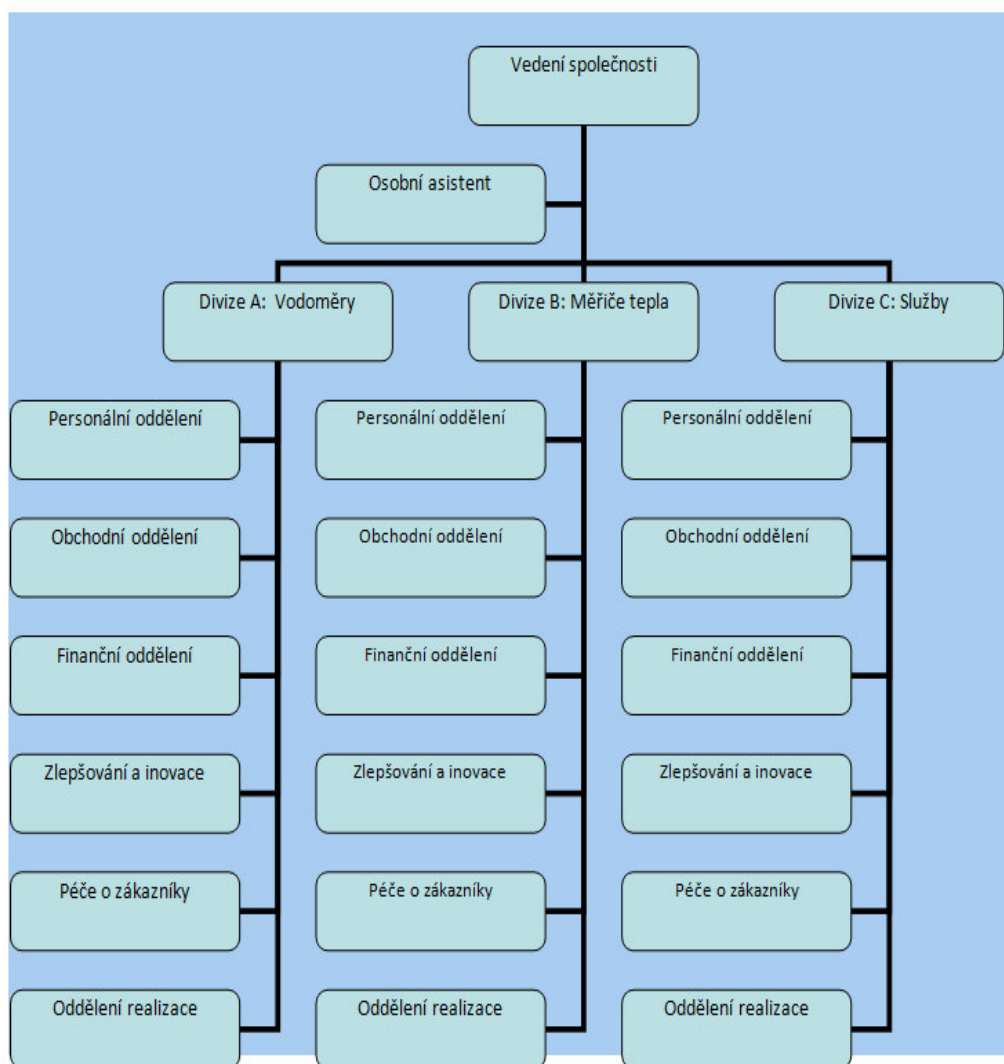 Vedení společnosti
Osobní asistent
Divize A:  Vodoměry
Divize B: Měřiče tepla
Divize C: Služby
Personální oddělení
Personální oddělení
Personální oddělení
Obchodní oddělení
Obchodní oddělení
Obchodní oddělení
Finanční oddělení
Finanční oddělení
Finanční oddělení
Zlepšování a inovace
Zlepšování a inovace
Zlepšování a inovace
Péče o zákazníky
Péče o zákazníky
Péče o zákazníky
Oddělení realizace
Oddělení realizace
Oddělení realizace